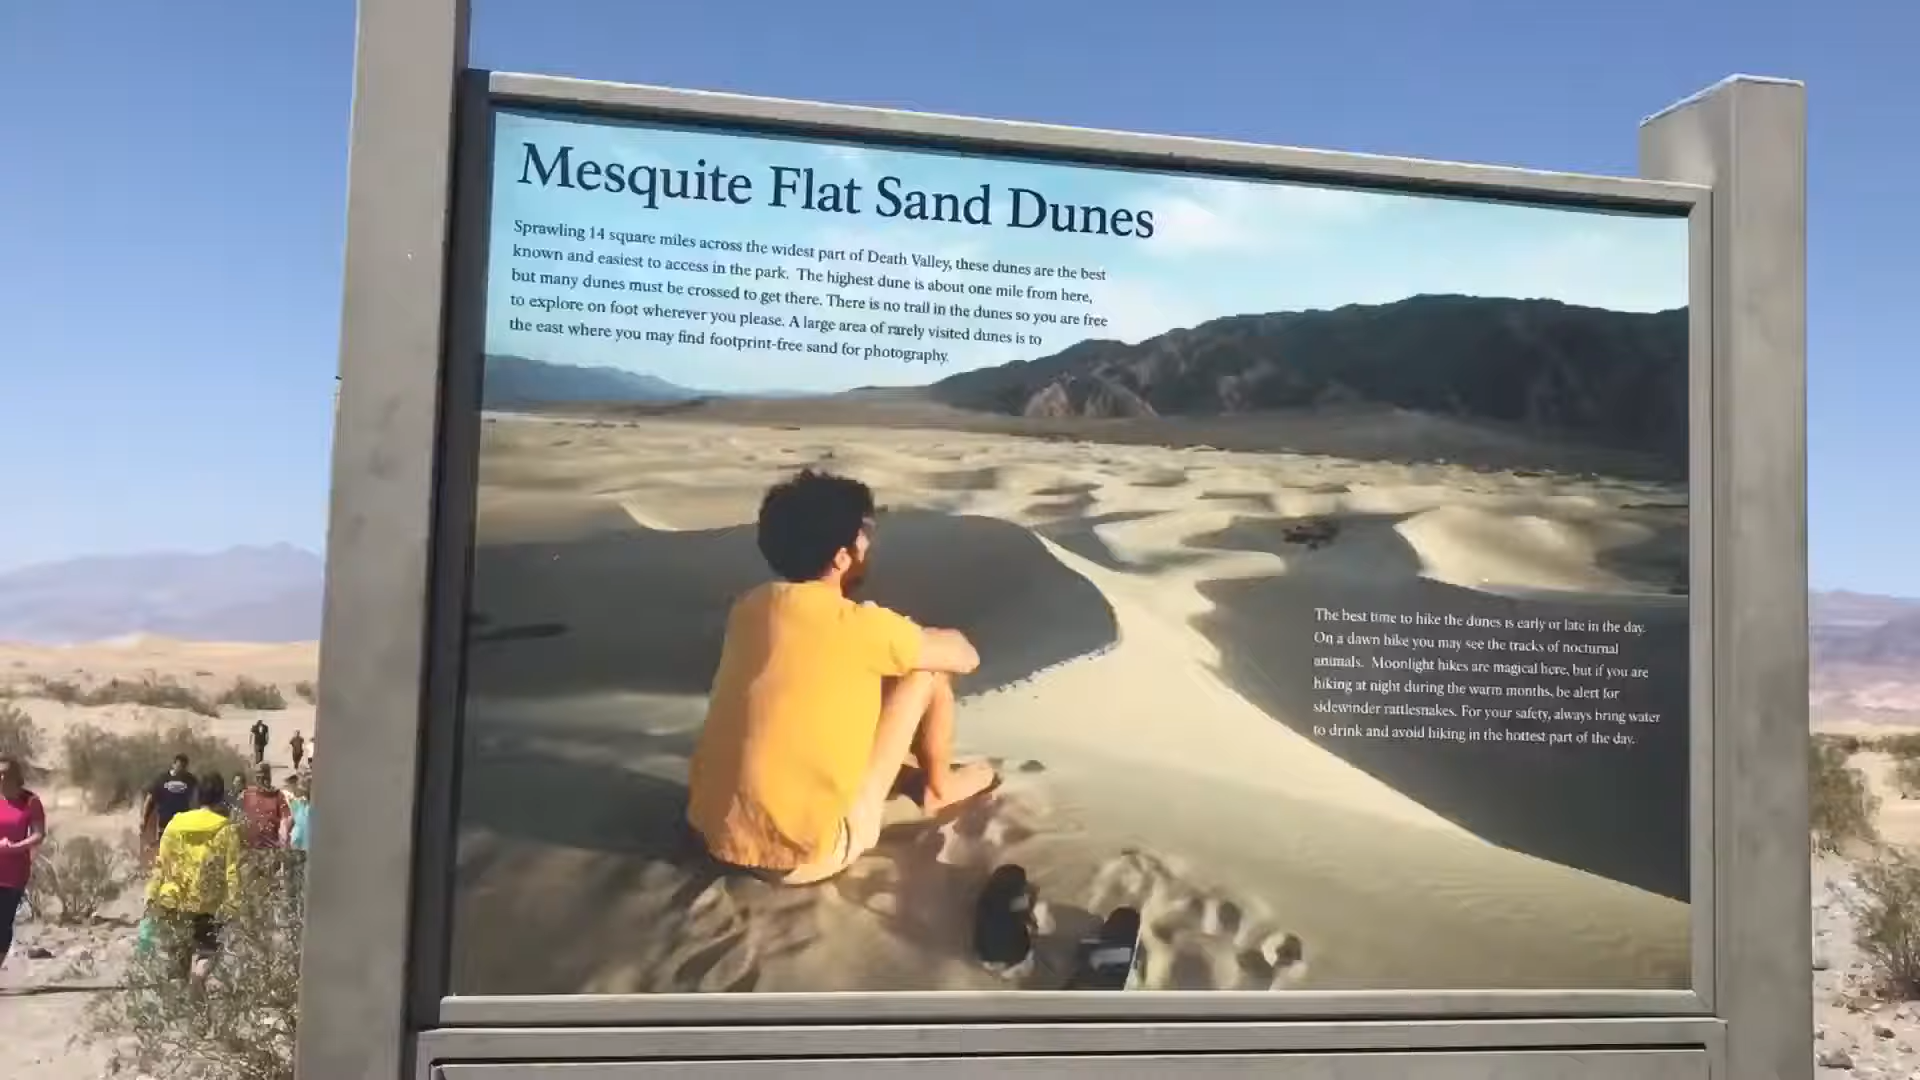 Mesquite Flat Sand Dunes
Sprawling 14 square miles across the widest part of Death Valley, these dunes are the best
known and easiest to access in the park. The highest dune is about one mile from here,
but many dunes must be crossed to get there. There is no trail in the dunes so you are free
to explore on foot wherever you please. A large area of rarely visited dunes is to
the east where you may find footprint-free sand for photography.
The best time to hike the dunes is early or late in the day.
On a dawn hike you may see the tracks of nocturnal
animals. Moonlight hikes are magical here, but if you are
hiking at night during the warm months, be alert for
sidewinder rattlesnakes. For your safety, always bring water
to drink and avoid hiking in the hottest part of the day.